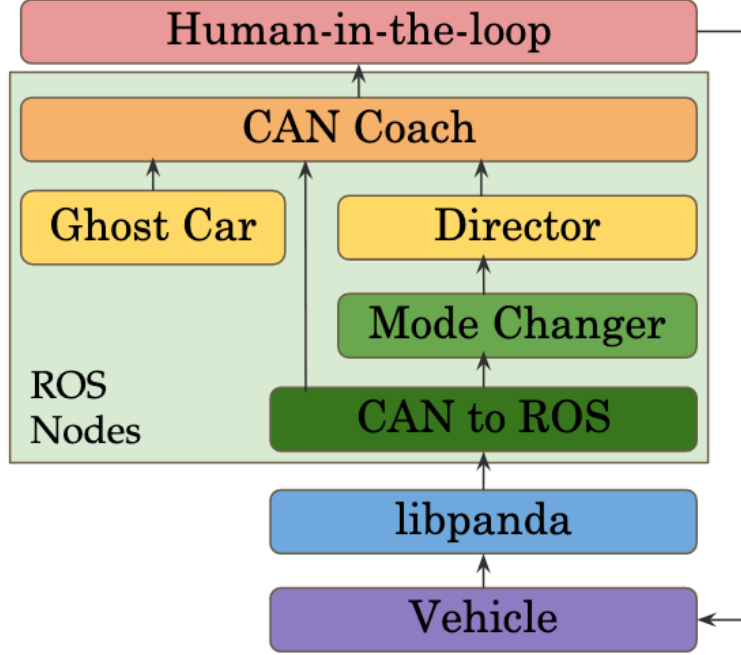 Human-in-the-loop
CAN Coach
Ghost Car
Director
Mode Changer
ROS
Nodes
CAN to ROS
libpanda
Vehicle